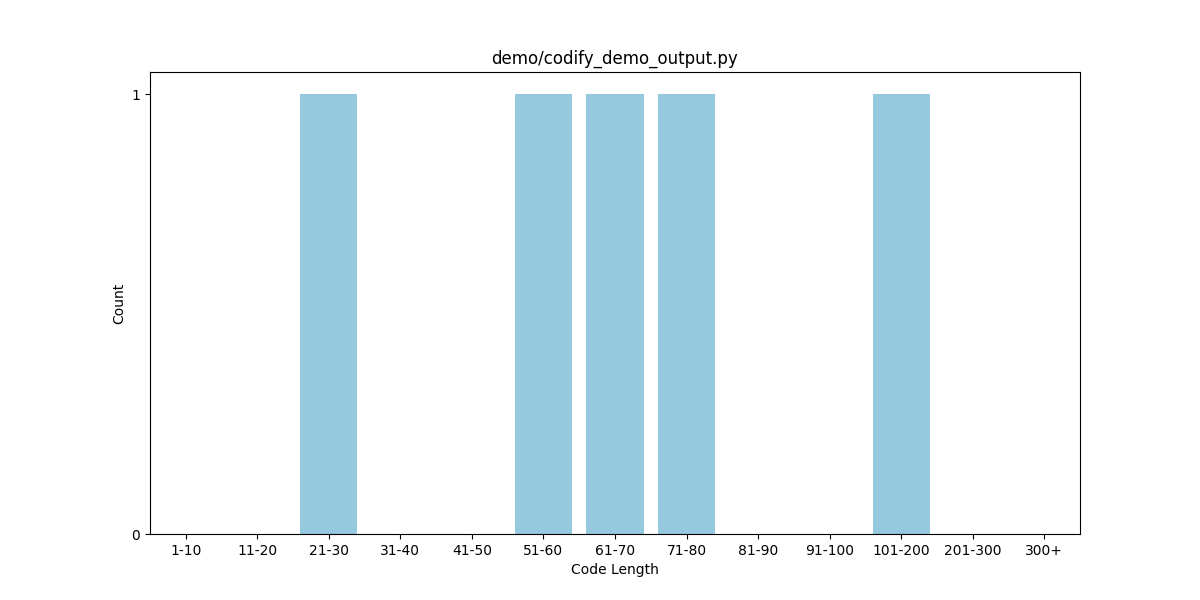 demo/codify_demo_output.py
1
Count
0
1-10 11-20 21-30 31-40 41-50 51-60 61-70 71-80 81-90 91-100 101-200 201-300 300+
Code Length